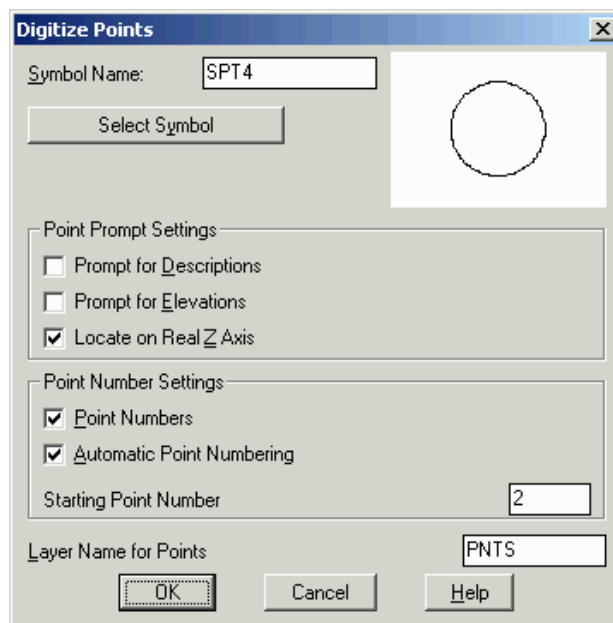 Digitize Points
Symbol Name: SPT4
Select Symbol
Point Prompt Settings
Prompt for Descriptions
Prompt for Elevations
Locate on Real Z Axis
Point Number Settings
Point Numbers
Automatic Point Numbering
Starting Point Number 2
Layer Name for Points PNTS
OK Cancel Help